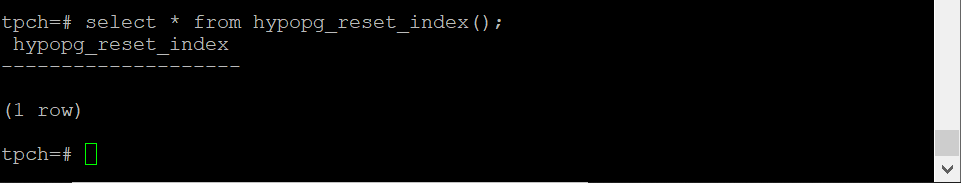 tpch=# select * from hypopg_reset_index();
 hypopg_reset_index
--------------------
(1 row)
tpch=#